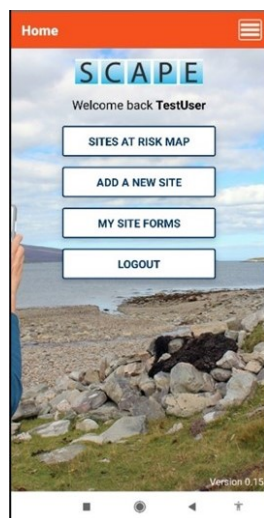 Home
SCAPE
Welcome back TestUser
SITES AT RISK MAP
ADD A NEW SITE
MY SITE FORMS
LOGOUT
Version 0.15